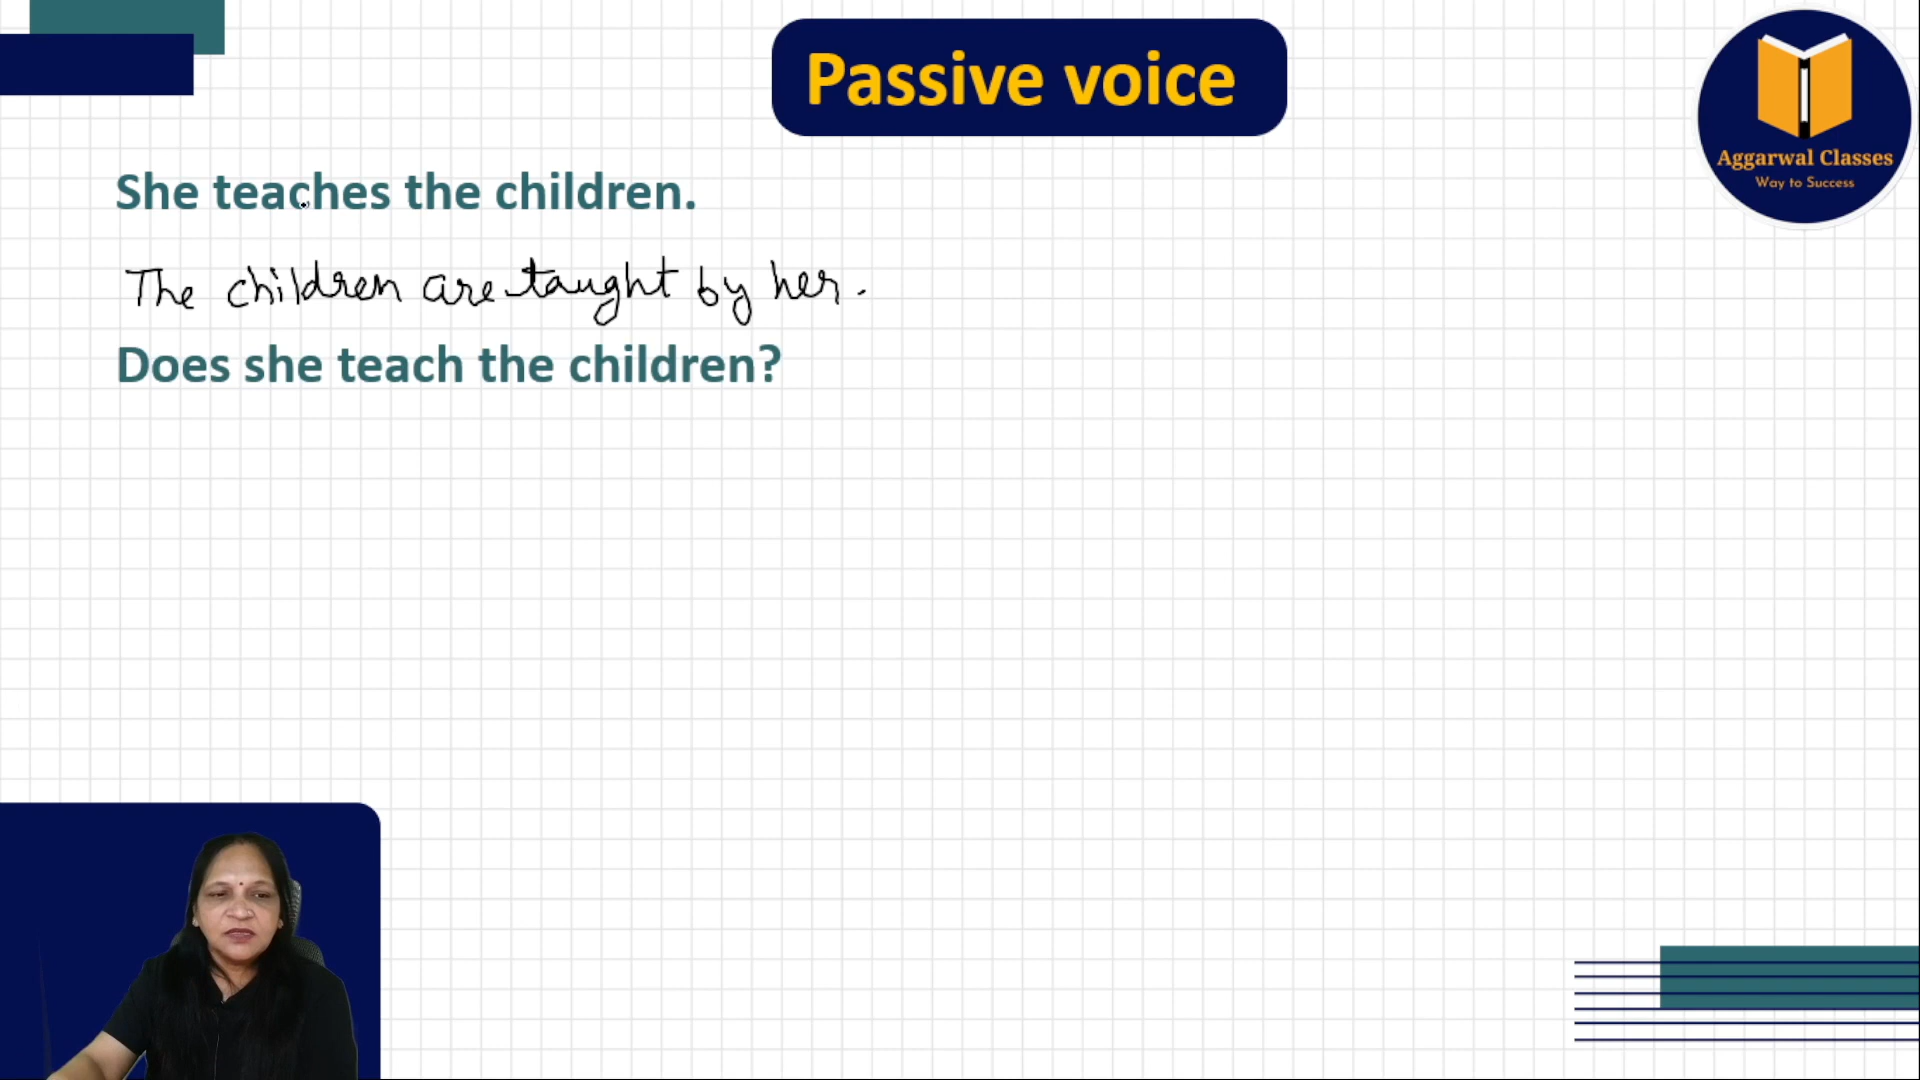 Passive voice
Aggarwal Classes
Way to Success
She teaches the children.
The children are taught by her.
Does she teach the children?